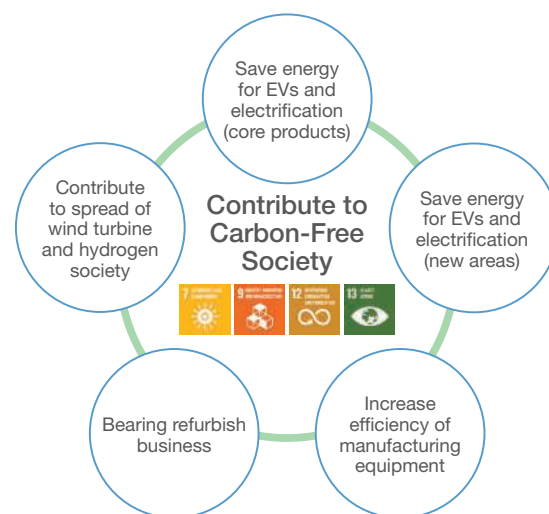 Save energy
for EVs and
electrification
(core products)
Contribute
to spread of
wind turbine
and hydrogen
society
Contribute to
Carbon-Free
Society
Save energy
for EVs and
electrification
(new areas)
7
9
12
13
Bearing refurbish
business
Increase
efficiency of
manufacturing
equipment